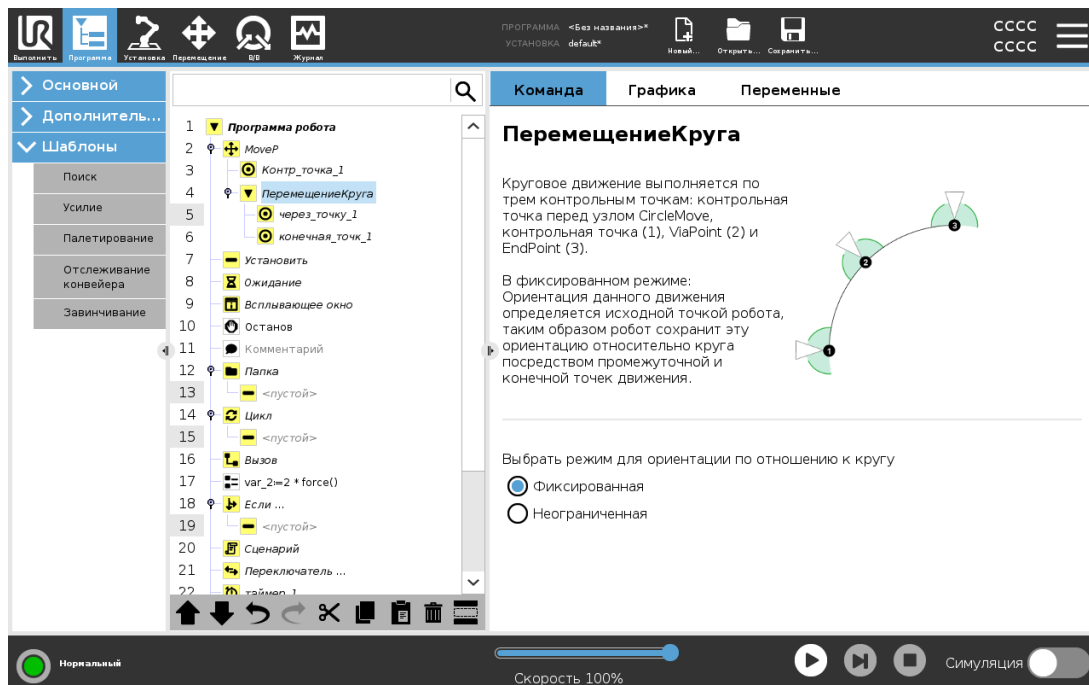 UR
Выполнить
Программа
Установка
Перемещение
В/В
Журнал
ПРОГРАММА <Без названия>*
УСТАНОВКА default*
Новый...
Открыть...
Сохранить...
CCCC
CCCC
Основной
Дополнитель...
Шаблоны
Поиск
Усилие
Палетирование
Отслеживание
конвейера
Завинчивание
1 Программа робота
2 MoveP
3 Контр_точка_1
4 ПеремещениеКруга
5 через_точку_1
6 конечная_точк_1
7 Установить
8 Ожидание
9 Всплывающее окно
10 Останов
11 Комментарий
12 Папка
13 <пустой>
14 Цикл
15 <пустой>
16 Вызов
17 var_2:=2 * force()
18 Если ...
19 <пустой>
20 Сценарий
21 Переключатель ...
22 таймер_1
Команда
Графика
Переменные
ПеремещениеКруга
Круговое движение выполняется по
трем контрольным точкам: контрольная
точка перед узлом CircleMove,
контрольная точка (1), ViaPoint (2) и
EndPoint (3).
В фиксированном режиме:
Ориентация данного движения
определяется исходной точкой робота,
таким образом робот сохранит эту
ориентацию относительно круга
посредством промежуточной и
конечной точек движения.
3
2
1
Выбрать режим для ориентации по отношению к кругу
Фиксированная
Неограниченная
Нормальный
Скорость 100%
Симуляция